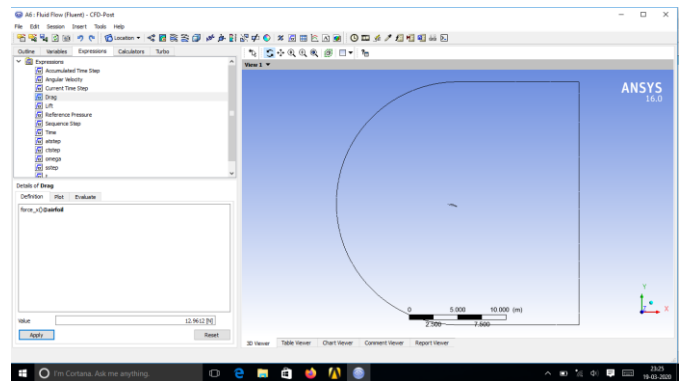 A6 : Fluid Flow (Fluent) - CFD-Post
File Edit Session Insert Tools Help
Location
Outline Variables Expressions Calculators Turbo
Expressions
Accumulated Time Step
Angular Velocity
Current Time Step
Drag
Lift
Reference Pressure
Sequence Step
Time
atstep
ctstep
omega
sstep
Details of Drag
Definition Plot Evaluate
force_x()@airfoil
Value
12.9612 [N]
Apply Reset
View 1
ANSYS
16.0
0 5.000 10.000 (m)
2.500 7.500
Y
Z X
3D Viewer Table Viewer Chart Viewer Comment Viewer Report Viewer
I'm Cortana. Ask me anything.
23:25
19-03-2020